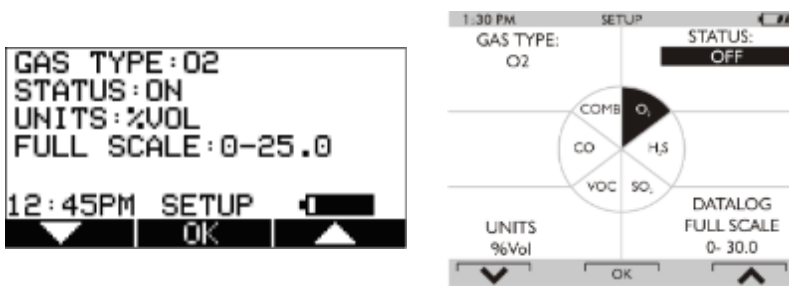 GAS TYPE:O2
STATUS:ON
UNITS:%VOL
FULL SCALE:0-25.0
12:45PM SETUP
OK
1:30 PM SETUP
GAS TYPE:
O2
STATUS:
OFF
COMB O₂
CO H₂S
VOC SO₂
UNITS
%Vol
DATALOG
FULL SCALE
0- 30.0
OK